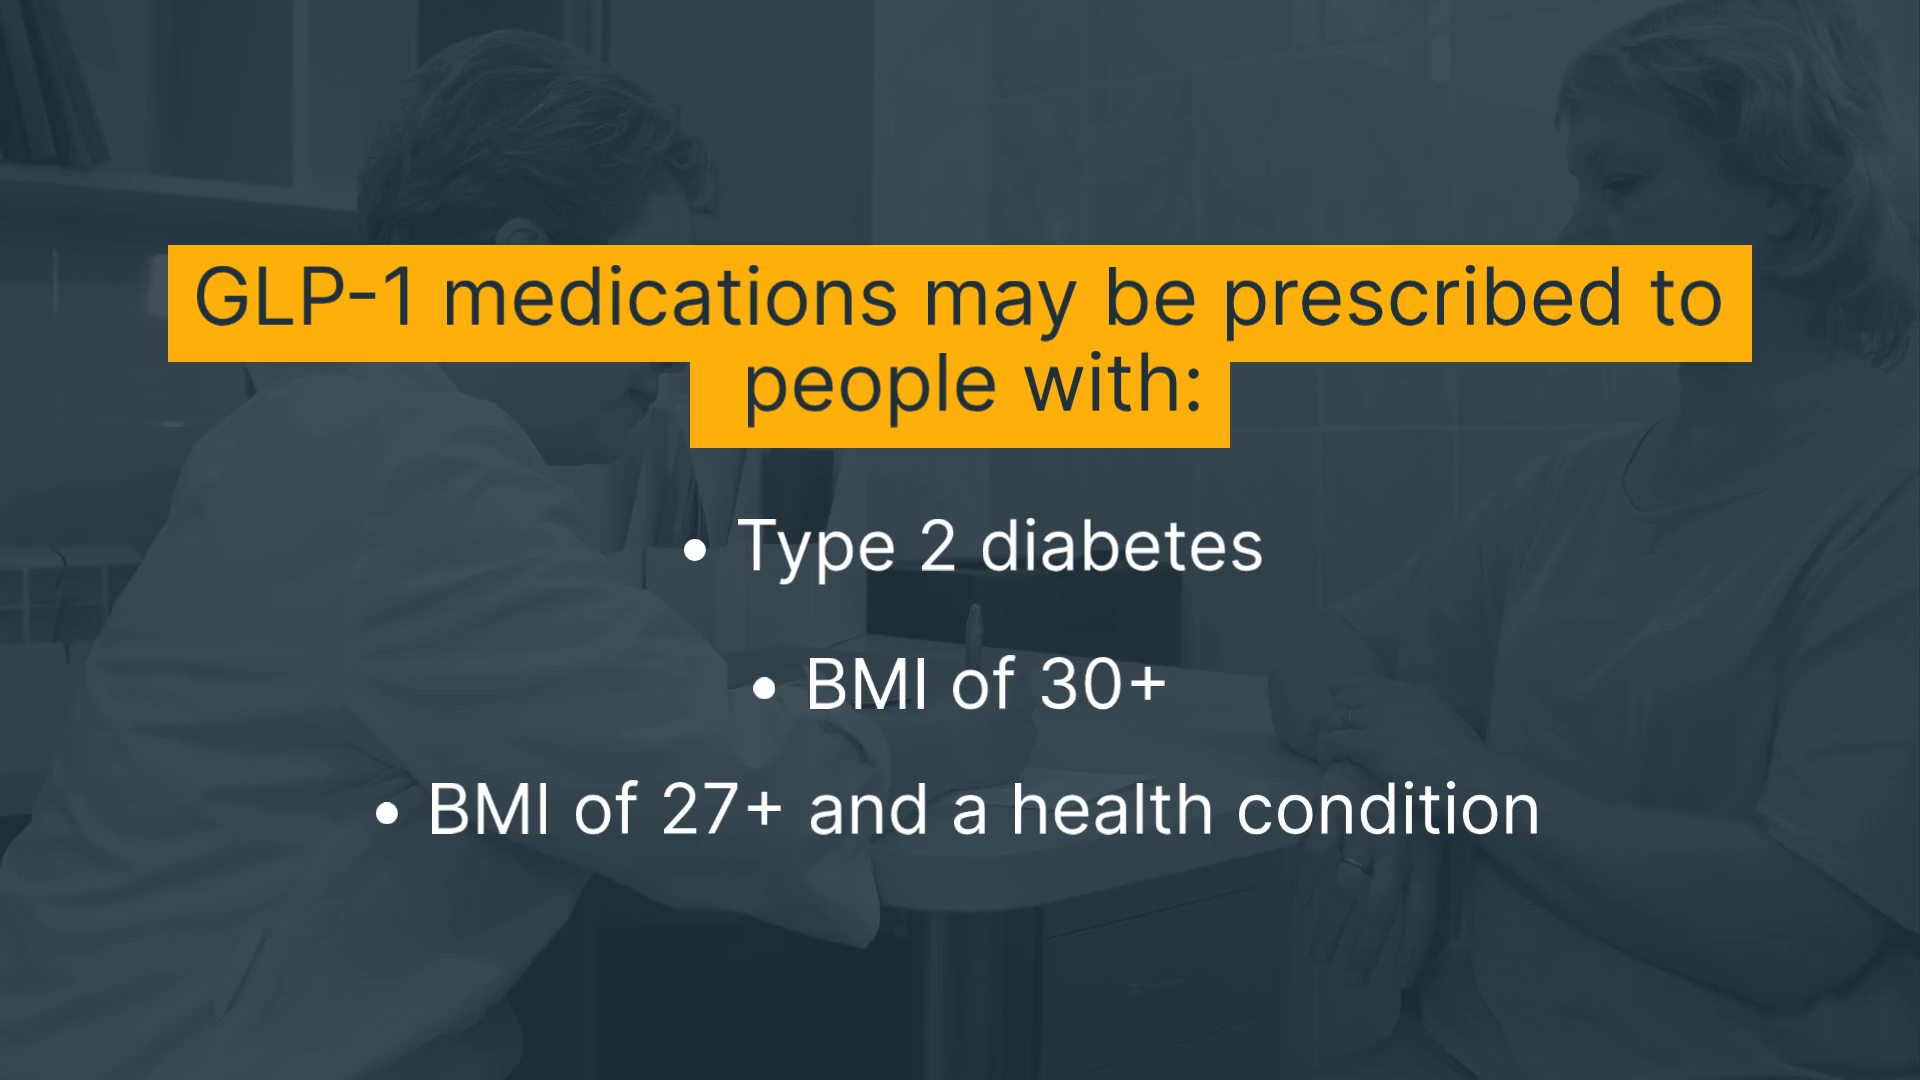 GLP-1 medications may be prescribed to
people with:
• Type 2 diabetes
• BMI of 30+
• BMI of 27+ and a health condition